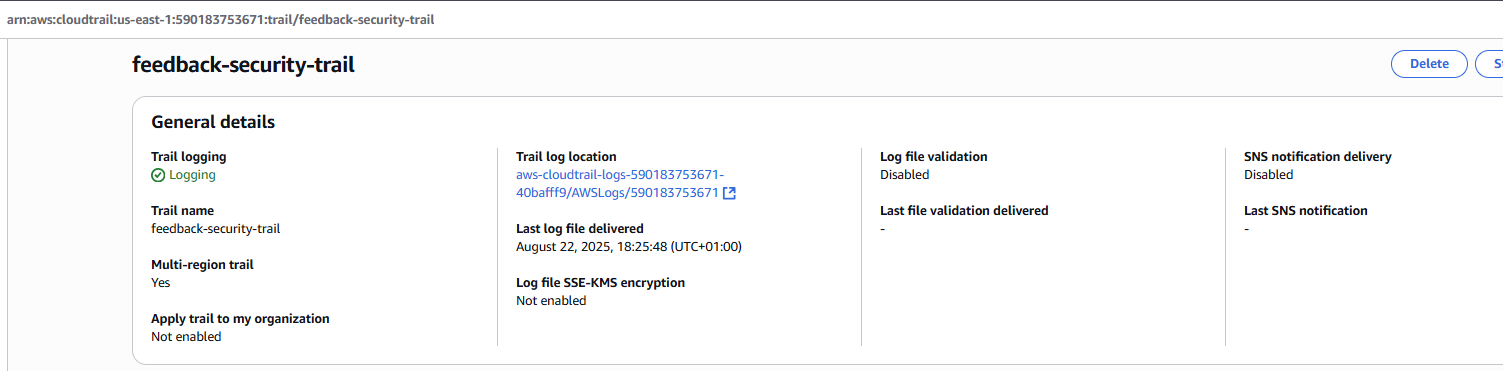 arn:aws:cloudtrail:us-east-1:590183753671:trail/feedback-security-trail
feedback-security-trail
Delete
General details
Trail logging
Logging
Trail name
feedback-security-trail
Multi-region trail
Yes
Apply trail to my organization
Not enabled
Trail log location
aws-cloudtrail-logs-590183753671-
40bafff9/AWSLogs/590183753671
Last log file delivered
August 22, 2025, 18:25:48 (UTC+01:00)
Log file SSE-KMS encryption
Not enabled
Log file validation
Disabled
Last file validation delivered
-
SNS notification delivery
Disabled
Last SNS notification
-